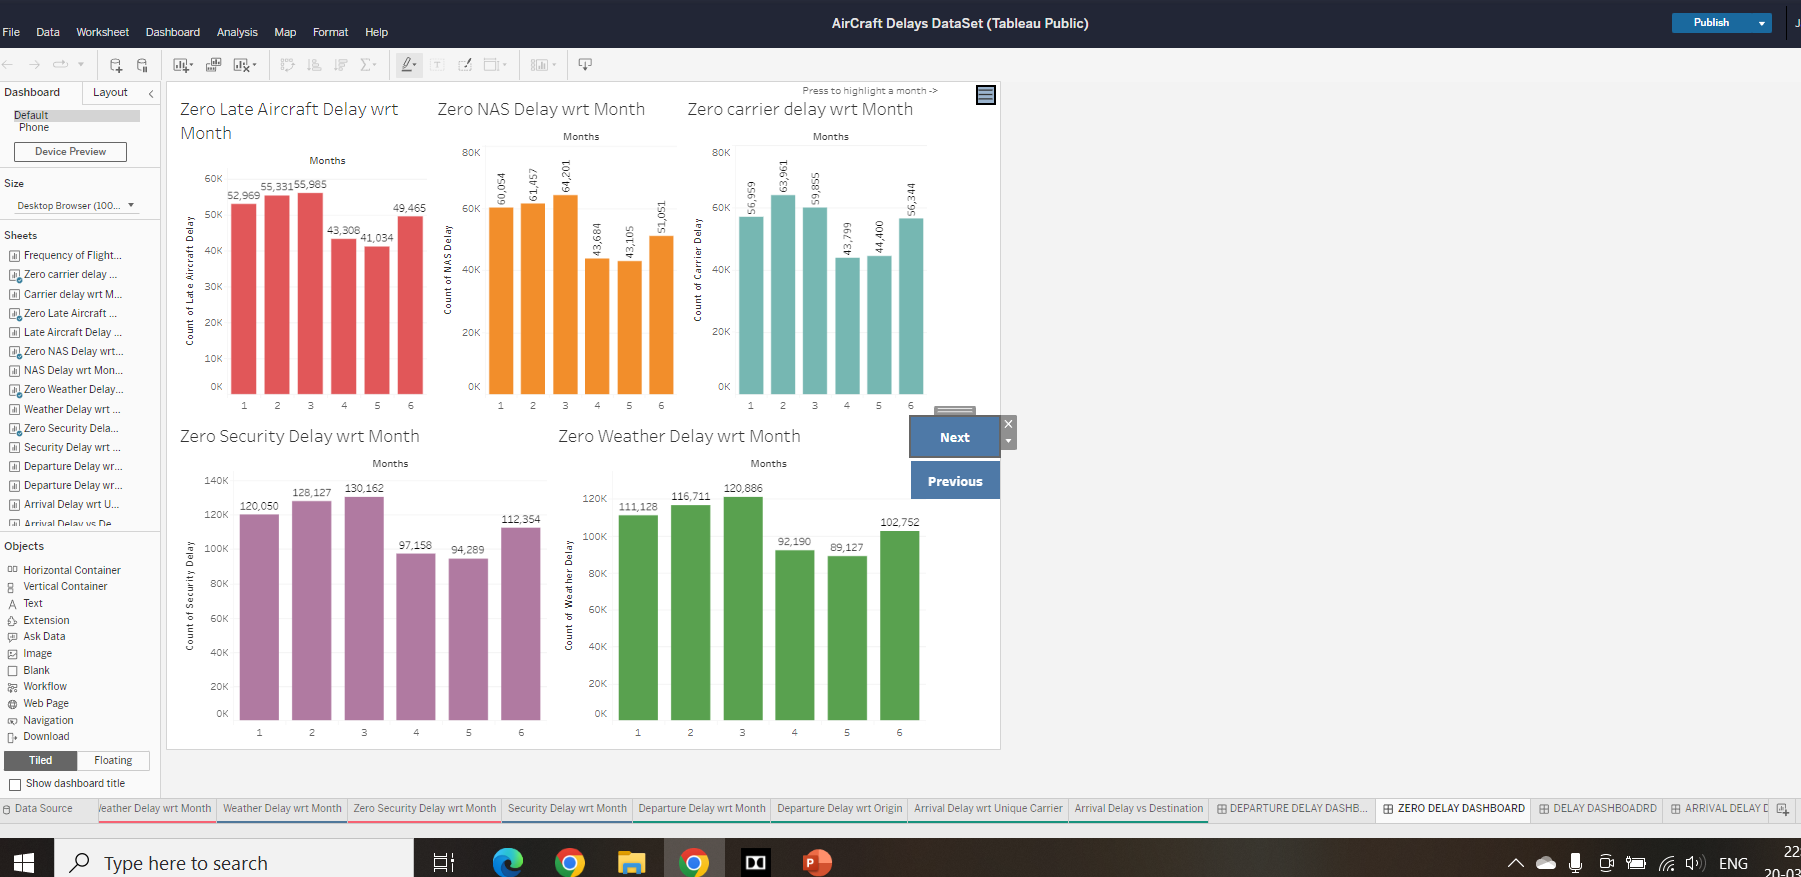 AirCraft Delays DataSet (Tableau Public)
Publish
File Data Worksheet Dashboard Analysis Map Format Help
Dashboard Layout
Default
Phone
Device Preview
Size
Desktop Browser (100...
Sheets
Frequency of Flight...
Zero carrier delay ...
Carrier delay wrt M...
Zero Late Aircraft ...
Late Aircraft Delay ...
Zero NAS Delay wrt...
NAS Delay wrt Mon...
Zero Weather Delay...
Weather Delay wrt ...
Zero Security Dela...
Security Delay wrt ...
Departure Delay wr...
Departure Delay wr...
Arrival Delay wrt U...
Arrival Delay vs De
Objects
Horizontal Container
Vertical Container
Text
Extension
Ask Data
Image
Blank
Workflow
Web Page
Navigation
Download
Tiled Floating
Show dashboard title
Press to highlight a month ->
Zero Late Aircraft Delay wrt
Month
Months
Count of Late Aircraft Delay
60K
50K
40K
30K
20K
10K
0K
52,969 55,331 55,985 43,308 41,034 49,465
1 2 3 4 5 6
Zero NAS Delay wrt Month
Months
Count of NAS Delay
80K
60K
40K
20K
0K
60,054 61,457 64,201 43,684 43,105 51,051
1 2 3 4 5 6
Zero carrier delay wrt Month
Months
Count of Carrier Delay
80K
60K
40K
20K
0K
56,959 63,961 59,855 43,799 44,400 56,344
1 2 3 4 5 6
Next
Previous
Zero Security Delay wrt Month
Months
Count of Security Delay
140K
120K
100K
80K
60K
40K
20K
0K
120,050 128,127 130,162 97,158 94,289 112,354
1 2 3 4 5 6
Zero Weather Delay wrt Month
Months
Count of Weather Delay
120K
100K
80K
60K
40K
20K
0K
111,128 116,711 120,886 92,190 89,127 102,752
1 2 3 4 5 6
Data Source eather Delay wrt Month Weather Delay wrt Month Zero Security Delay wrt Month Security Delay wrt Month Departure Delay wrt Month Departure Delay wrt Origin Arrival Delay wrt Unique Carrier Arrival Delay vs Destination DEPARTURE DELAY DASHB... ZERO DELAY DASHBOARD DELAY DASHBOADRD ARRIVAL DELAY D
Type here to search
ENG
22
20-03